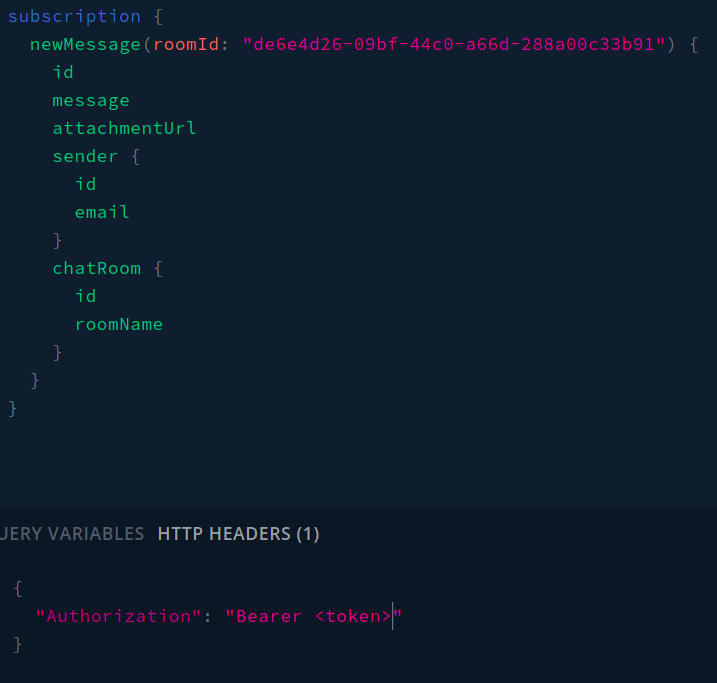 subscription {
newMessage(roomId: "de6e4d26-09bf-44c0-a66d-288a00c33b91") {
id
message
attachmentUrl
sender {
id
email
}
chatRoom {
id
roomName
}
}
}
UERY VARIABLES HTTP HEADERS (1)
{
"Authorization": "Bearer <token>"
}